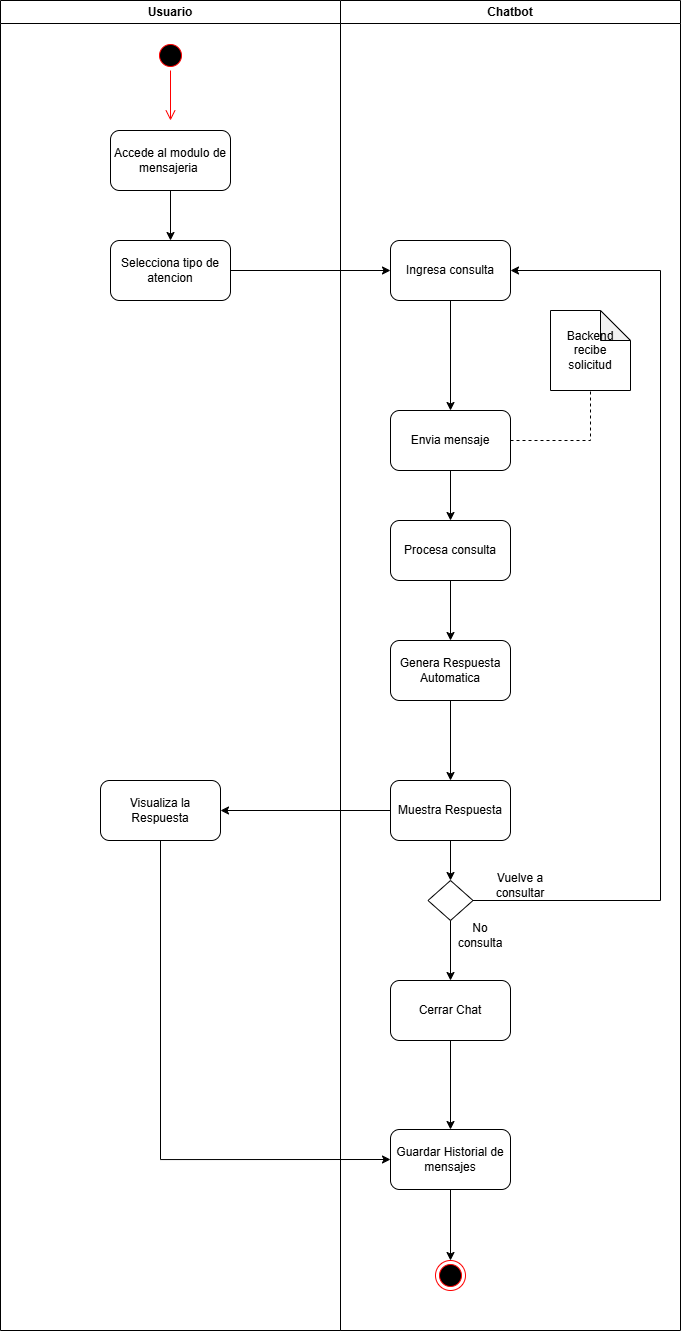 Usuario
Chatbot
Accede al modulo de
mensajeria
Selecciona tipo de
atencion
Ingresa consulta
Backend
recibe
solicitud
Envia mensaje
Procesa consulta
Genera Respuesta
Automatica
Visualiza la
Respuesta
Muestra Respuesta
Vuelve a
consultar
No
consulta
Cerrar Chat
Guardar Historial de
mensajes